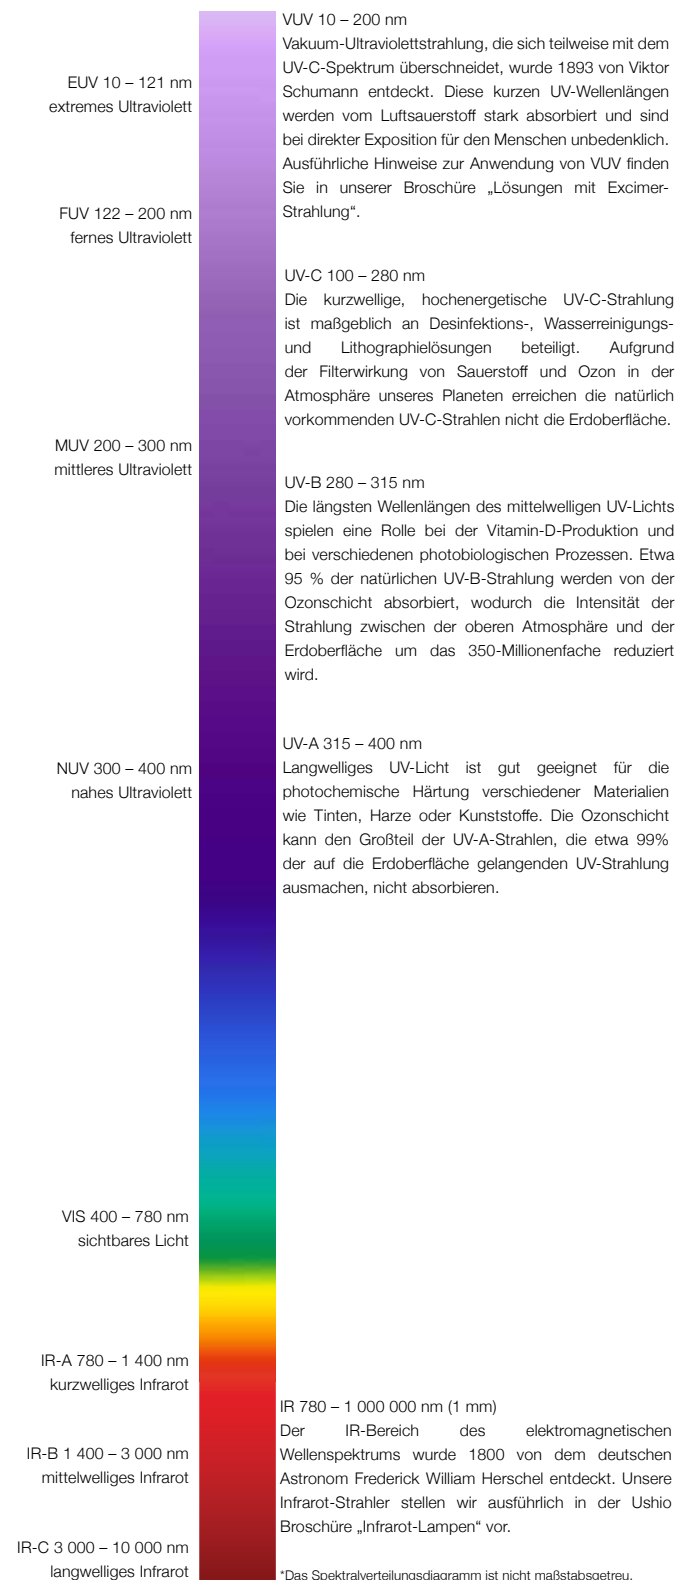 VUV 10 – 200 nm
Vakuum-Ultraviolettstrahlung, die sich teilweise mit dem
UV-C-Spektrum überschneidet, wurde 1893 von Viktor
Schumann entdeckt. Diese kurzen UV-Wellenlängen
werden vom Luftsauerstoff stark absorbiert und sind
bei direkter Exposition für den Menschen unbedenklich.
Ausführliche Hinweise zur Anwendung von VUV finden
Sie in unserer Broschüre „Lösungen mit Excimer-
Strahlung“.
EUV 10 – 121 nm
extremes Ultraviolett
FUV 122 – 200 nm
fernes Ultraviolett
UV-C 100 – 280 nm
Die kurzwellige, hochenergetische UV-C-Strahlung
ist maßgeblich an Desinfektions-, Wasserreinigungs-
und Lithographielösungen beteiligt. Aufgrund
der Filterwirkung von Sauerstoff und Ozon in der
Atmosphäre unseres Planeten erreichen die natürlich
vorkommenden UV-C-Strahlen nicht die Erdoberfläche.
MUV 200 – 300 nm
mittleres Ultraviolett
UV-B 280 – 315 nm
Die längsten Wellenlängen des mittelwelligen UV-Lichts
spielen eine Rolle bei der Vitamin-D-Produktion und
bei verschiedenen photobiologischen Prozessen. Etwa
95 % der natürlichen UV-B-Strahlung werden von der
Ozonschicht absorbiert, wodurch die Intensität der
Strahlung zwischen der oberen Atmosphäre und der
Erdoberfläche um das 350-Millionenfache reduziert
wird.
NUV 300 – 400 nm
nahes Ultraviolett
UV-A 315 – 400 nm
Langwelliges UV-Licht ist gut geeignet für die
photochemische Härtung verschiedener Materialien
wie Tinten, Harze oder Kunststoffe. Die Ozonschicht
kann den Großteil der UV-A-Strahlen, die etwa 99%
der auf die Erdoberfläche gelangenden UV-Strahlung
ausmachen, nicht absorbieren.
VIS 400 – 780 nm
sichtbares Licht
IR-A 780 – 1 400 nm
kurzwelliges Infrarot
IR-B 1 400 – 3 000 nm
mittelwelliges Infrarot
IR-C 3 000 – 10 000 nm
langwelliges Infrarot
IR 780 – 1 000 000 nm (1 mm)
Der IR-Bereich des elektromagnetischen
Wellenspektrums wurde 1800 von dem deutschen
Astronom Frederick William Herschel entdeckt. Unsere
Infrarot-Strahler stellen wir ausführlich in der Ushio
Broschüre „Infrarot-Lampen“ vor.
*Das Spektralverteilungsdiagramm ist nicht maßstabsgetreu.